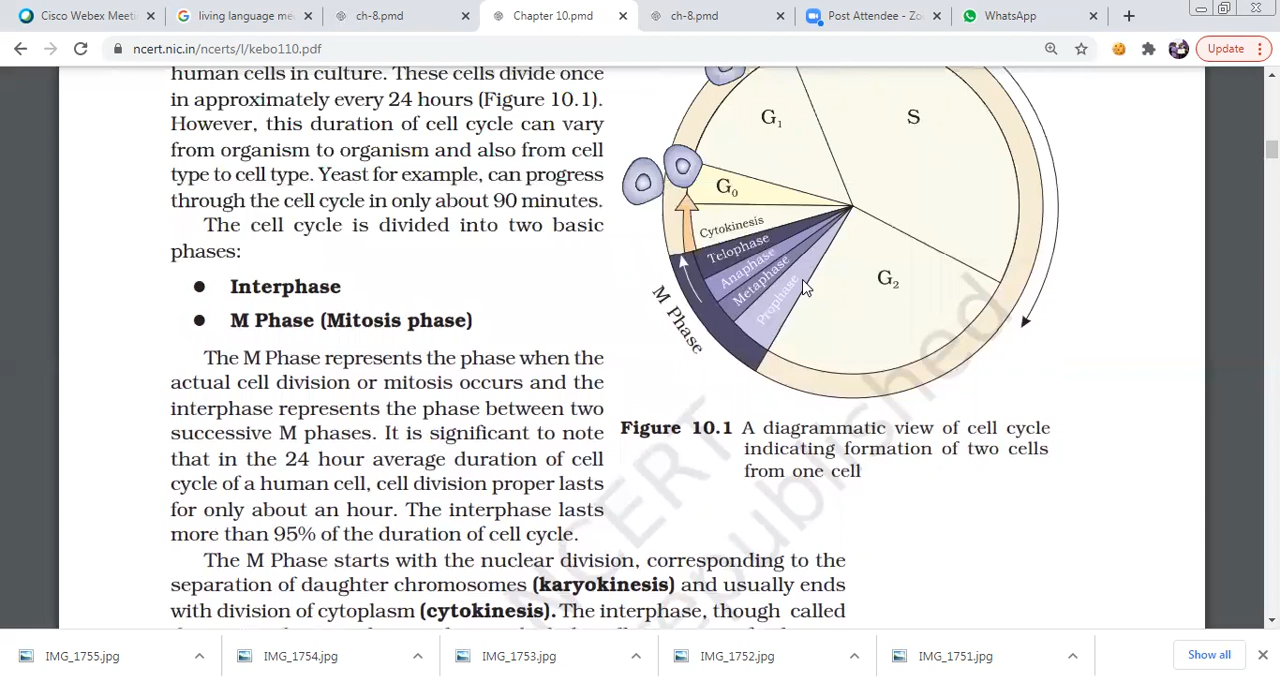 Cisco Webex Meeti
living language me
ch-8.pmd
Chapter 10.pmd
ch-8.pmd
Post Attendee - Zo
WhatsApp
ncert.nic.in/ncerts/l/kebo110.pdf
Update
human cells in culture. These cells divide once
in approximately every 24 hours (Figure 10.1).
However, this duration of cell cycle can vary
from organism to organism and also from cell
type to cell type. Yeast for example, can progress
through the cell cycle in only about 90 minutes.
The cell cycle is divided into two basic
phases:
● Interphase
● M Phase (Mitosis phase)
The M Phase represents the phase when the
actual cell division or mitosis occurs and the
interphase represents the phase between two
successive M phases. It is significant to note
that in the 24 hour average duration of cell
cycle of a human cell, cell division proper lasts
for only about an hour. The interphase lasts
more than 95% of the duration of cell cycle.
The M Phase starts with the nuclear division, corresponding to the
separation of daughter chromosomes (karyokinesis) and usually ends
with division of cytoplasm (cytokinesis). The interphase, though called
G1
S
G0
Cytokinesis
Telophase
Anaphase
Metaphase
Prophase
G2
M Phase
Figure 10.1 A diagrammatic view of cell cycle
indicating formation of two cells
from one cell
NCERT
republished
IMG_1755.jpg
IMG_1754.jpg
IMG_1753.jpg
IMG_1752.jpg
IMG_1751.jpg
Show all